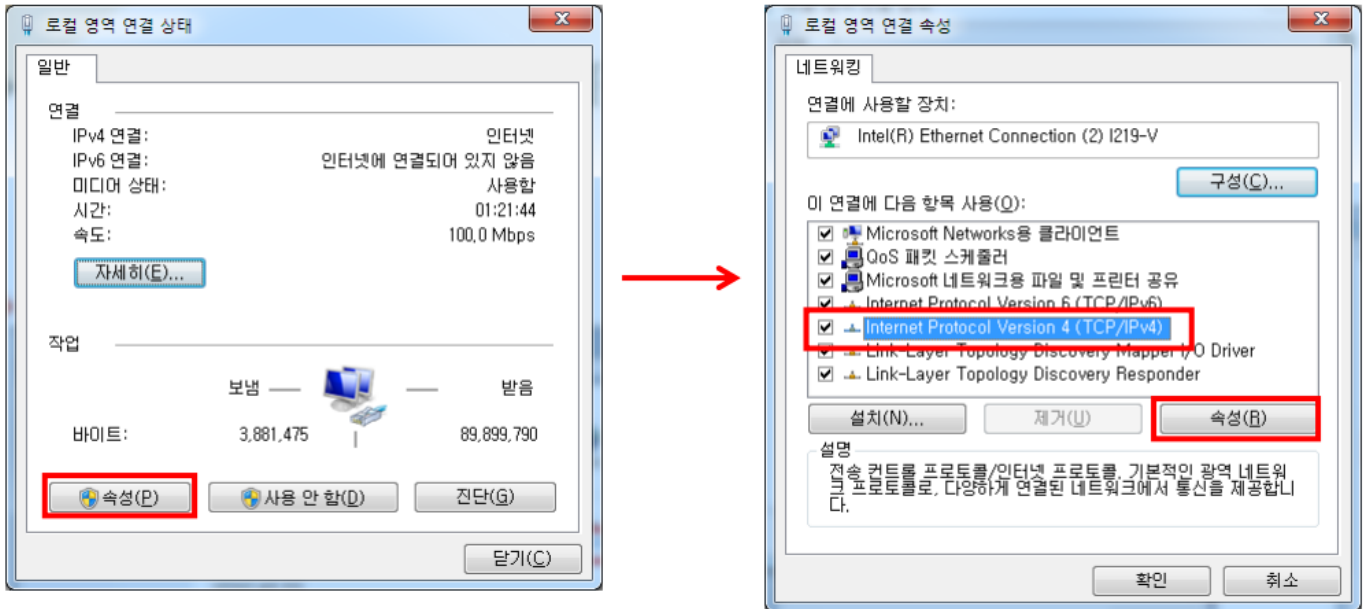 로컬 영역 연결 상태
일반
연결
IPv4 연결: 인터넷
IPv6 연결: 인터넷에 연결되어 있지 않음
미디어 상태: 사용함
시간: 01:21:44
속도: 100,0 Mbps
자세히(E)...
작업
보냄 받음
바이트: 3,881,475 89,899,790
속성(P) 사용 안 함(D) 진단(G)
닫기(C)
로컬 영역 연결 속성
네트워킹
연결에 사용할 장치:
Intel(R) Ethernet Connection (2) I219-V
구성(C)...
이 연결에 다음 항목 사용(O):
Microsoft Networks용 클라이언트
QoS 패킷 스케줄러
Microsoft 네트워크용 파일 및 프린터 공유
Internet Protocol Version 6 (TCP/IPv6)
Internet Protocol Version 4 (TCP/IPv4)
Link-Layer Topology Discovery Mapper I/O Driver
Link-Layer Topology Discovery Responder
설치(N)... 제거(U) 속성(R)
설명
전송 컨트롤 프로토콜/인터넷 프로토콜. 기본적인 광역 네트워
크 프로토콜로, 다양하게 연결된 네트워크에서 통신을 제공합니
다.
확인 취소